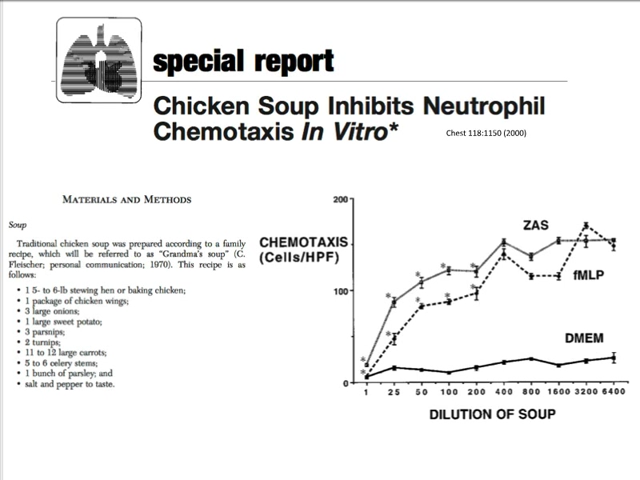 special report
Chicken Soup Inhibits Neutrophil
Chemotaxis In Vitro*
Chest 118:1150 (2000)
MATERIALS AND METHODS
Soup
Traditional chicken soup was prepared according to a family
recipe, which will be referred to as “Grandma's soup” (C.
Fleischer; personal communication; 1970). This recipe is as
follows:
• 1 5- to 6-lb stewing hen or baking chicken;
• 1 package of chicken wings;
• 3 large onions;
• 1 large sweet potato;
• 3 parsnips;
• 2 turnips;
• 11 to 12 large carrots;
• 5 to 6 celery stems;
• 1 bunch of parsley; and
• salt and pepper to taste.
CHEMOTAXIS
(Cells/HPF)
200
100
0
ZAS
fMLP
DMEM
1 25 50 100 200 400 800 1600 3200 6400
DILUTION OF SOUP